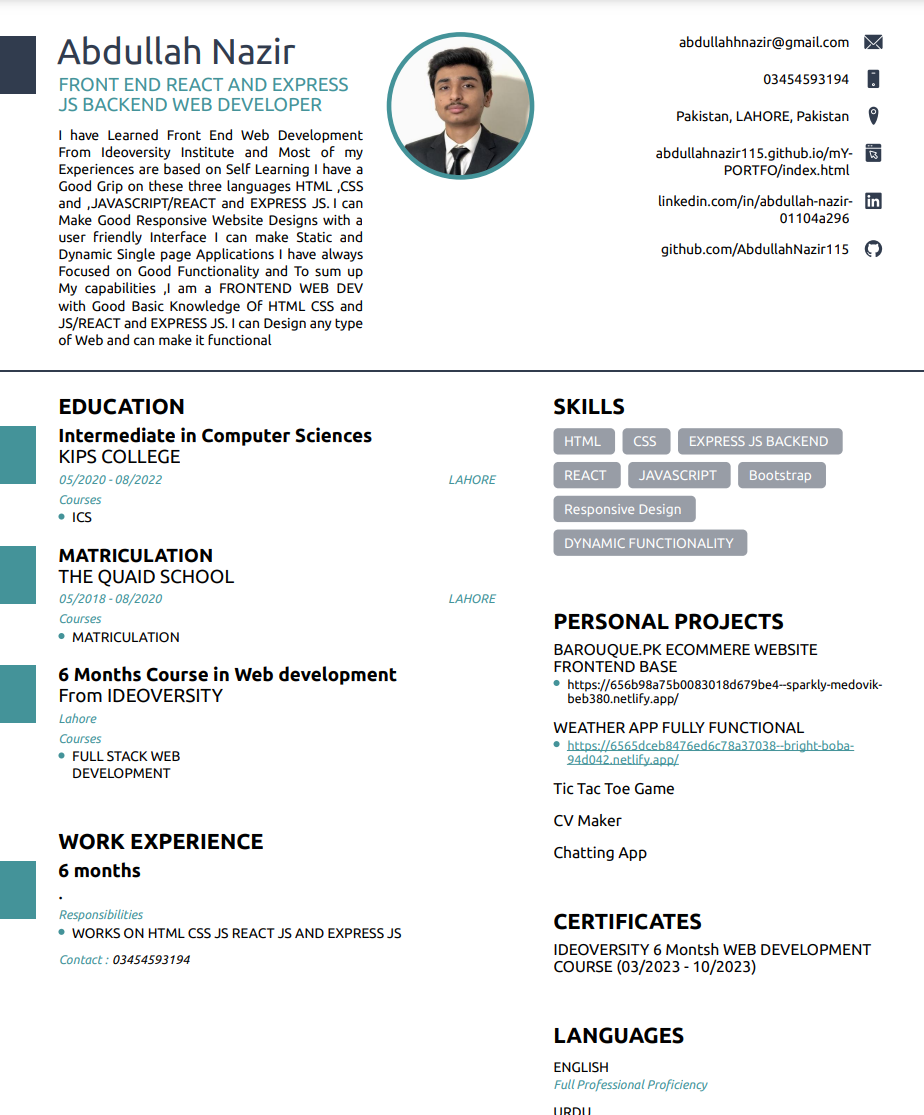 Abdullah Nazir
FRONT END REACT AND EXPRESS
JS BACKEND WEB DEVELOPER
I have Learned Front End Web Development
From Ideoversity Institute and Most of my
Experiences are based on Self Learning I have a
Good Grip on these three languages HTML ,CSS
and ,JAVASCRIPT/REACT and EXPRESS JS. I can
Make Good Responsive Website Designs with a
user friendly Interface I can make Static and
Dynamic Single page Applications I have always
Focused on Good Functionality and To sum up
My capabilities ,I am a FRONTEND WEB DEV
with Good Basic Knowledge Of HTML CSS and
JS/REACT and EXPRESS JS. I can Design any type
of Web and can make it functional
abdullahhnazir@gmail.com
03454593194
Pakistan, LAHORE, Pakistan
abdullahnazir115.github.io/mY-
PORTFO/index.html
linkedin.com/in/abdullah-nazir-
01104a296
github.com/AbdullahNazir115
EDUCATION
Intermediate in Computer Sciences
KIPS COLLEGE
05/2020 - 08/2022 LAHORE
Courses
ICS
MATRICULATION
THE QUAID SCHOOL
05/2018 - 08/2020 LAHORE
Courses
MATRICULATION
6 Months Course in Web development
From IDEOVERSITY
Lahore
Courses
FULL STACK WEB
DEVELOPMENT
WORK EXPERIENCE
6 months
.
Responsibilities
WORKS ON HTML CSS JS REACT JS AND EXPRESS JS
Contact : 03454593194
SKILLS
HTML CSS EXPRESS JS BACKEND
REACT JAVASCRIPT Bootstrap
Responsive Design
DYNAMIC FUNCTIONALITY
PERSONAL PROJECTS
BAROUQUE.PK ECOMMERE WEBSITE
FRONTEND BASE
https://656b98a75b0083018d679be4--sparkly-medovik-
beb380.netlify.app/
WEATHER APP FULLY FUNCTIONAL
https://6565dceb8476ed6c78a37038--bright-boba-
94d042.netlify.app/
Tic Tac Toe Game
CV Maker
Chatting App
CERTIFICATES
IDEOVERSITY 6 Montsh WEB DEVELOPMENT
COURSE (03/2023 - 10/2023)
LANGUAGES
ENGLISH
Full Professional Proficiency
URDU